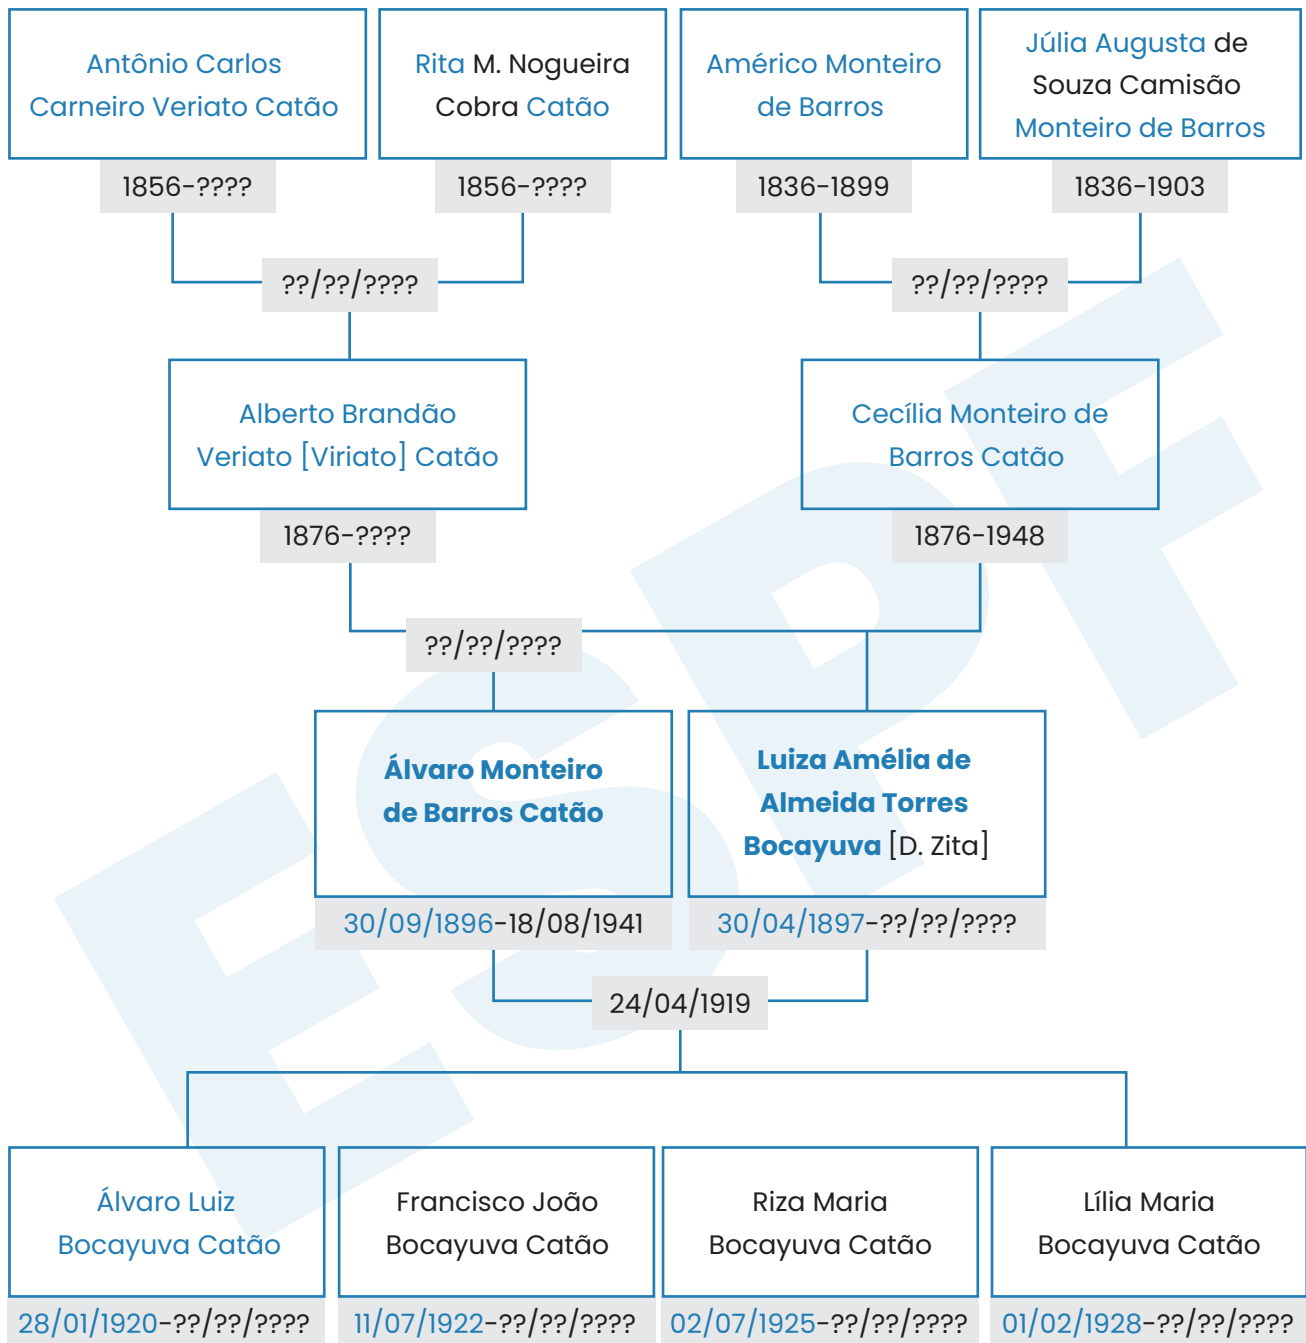 Antônio Carlos
Carneiro Veriato Catão
Rita M. Nogueira
Cobra Catão
Américo Monteiro
de Barros
Júlia Augusta de
Souza Camisão
Monteiro de Barros
1856-????
1856-????
1836-1899
1836-1903
??/??/????
??/??/????
Alberto Brandão
Veriato [Viriato] Catão
Cecília Monteiro de
Barros Catão
1876-????
1876-1948
??/??/????
Álvaro Monteiro
de Barros Catão
Luiza Amélia de
Almeida Torres
Bocayuva [D. Zita]
30/09/1896-18/08/1941
30/04/1897-??/??/????
24/04/1919
Álvaro Luiz
Bocayuva Catão
Francisco João
Bocayuva Catão
Riza Maria
Bocayuva Catão
Lília Maria
Bocayuva Catão
28/01/1920-??/??/????
11/07/1922-??/??/????
02/07/1925-??/??/????
01/02/1928-??/??/????
ESPF